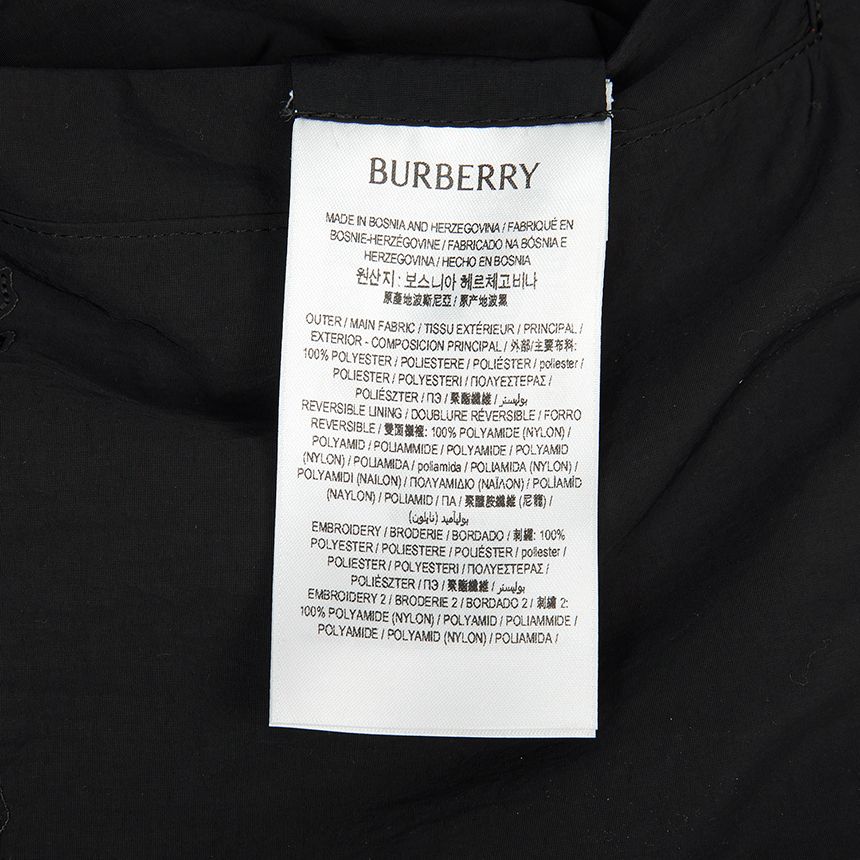 BURBERRY
MADE IN BOSNIA AND HERZEGOVINA / FABRIQUÉ EN
BOSNIE-HERZÉGOVINE / FABRICADO NA BÓSNIA E
HERZEGOVINA / HECHO EN BOSNIA
원산지 : 보스니아 헤르체고비나
原產地波斯尼亞 / 原产地波黑
OUTER / MAIN FABRIC / TISSU EXTÉRIEUR / PRINCIPAL /
EXTERIOR - COMPOSICION PRINCIPAL / 外部/主要布料:
100% POLYESTER / POLIESTERE / POLIÉSTER / poliester /
POLIESTER / POLYESTERI / ΠΟΛΥΕΣΤΕΡΑΣ /
POLIÉSZTER / ПЭ / 聚酯纖維 / بوليستر /
REVERSIBLE LINING / DOUBLURE RÉVERSIBLE / FORRO
REVERSIBLE / 雙面襯裡: 100% POLYAMIDE (NYLON) /
POLYAMID / POLIAMMIDE / POLYAMIDE / POLYAMID
(NYLON) / POLIAMIDA / poliamida / POLIAMIDA (NYLON) /
POLYAMIDI (NAILON) / ΠΟΛΥΑΜΙΔΙΟ (ΝΑΪΛΟΝ) / POLÍAMÍD
(NAYLON) / POLIAMID / ПА / 聚醯胺纖維 (尼龍) /
بوليأميد (نايلون)
EMBROIDERY / BRODERIE / BORDADO / 刺繡: 100%
POLYESTER / POLIESTERE / POLIÉSTER / poliester /
POLIESTER / POLYESTERI / ΠΟΛΥΕΣΤΕΡΑΣ /
POLIÉSZTER / ПЭ / 聚酯纖維 / بوليستر /
EMBROIDERY 2 / BRODERIE 2 / BORDADO 2 / 刺繡 2:
100% POLYAMIDE (NYLON) / POLYAMID / POLIAMMIDE /
POLYAMIDE / POLYAMID (NYLON) / POLIAMIDA /